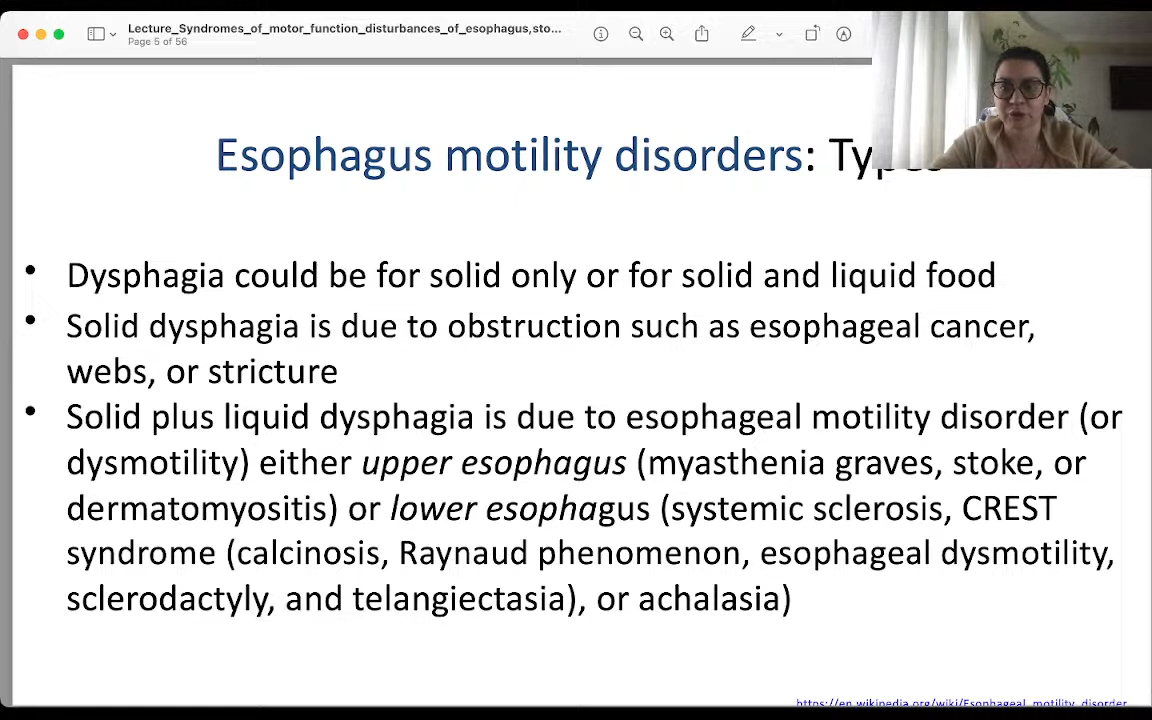 Lecture_Syndromes_of_motor_function_disturbances_of_esophagus,sto...
Page 5 of 56
Esophagus motility disorders: Types
• Dysphagia could be for solid only or for solid and liquid food
• Solid dysphagia is due to obstruction such as esophageal cancer,
webs, or stricture
• Solid plus liquid dysphagia is due to esophageal motility disorder (or
dysmotility) either upper esophagus (myasthenia graves, stoke, or
dermatomyositis) or lower esophagus (systemic sclerosis, CREST
syndrome (calcinosis, Raynaud phenomenon, esophageal dysmotility,
sclerodactyly, and telangiectasia), or achalasia)
https://en.wikipedia.org/wiki/Esophageal_motility_disorder